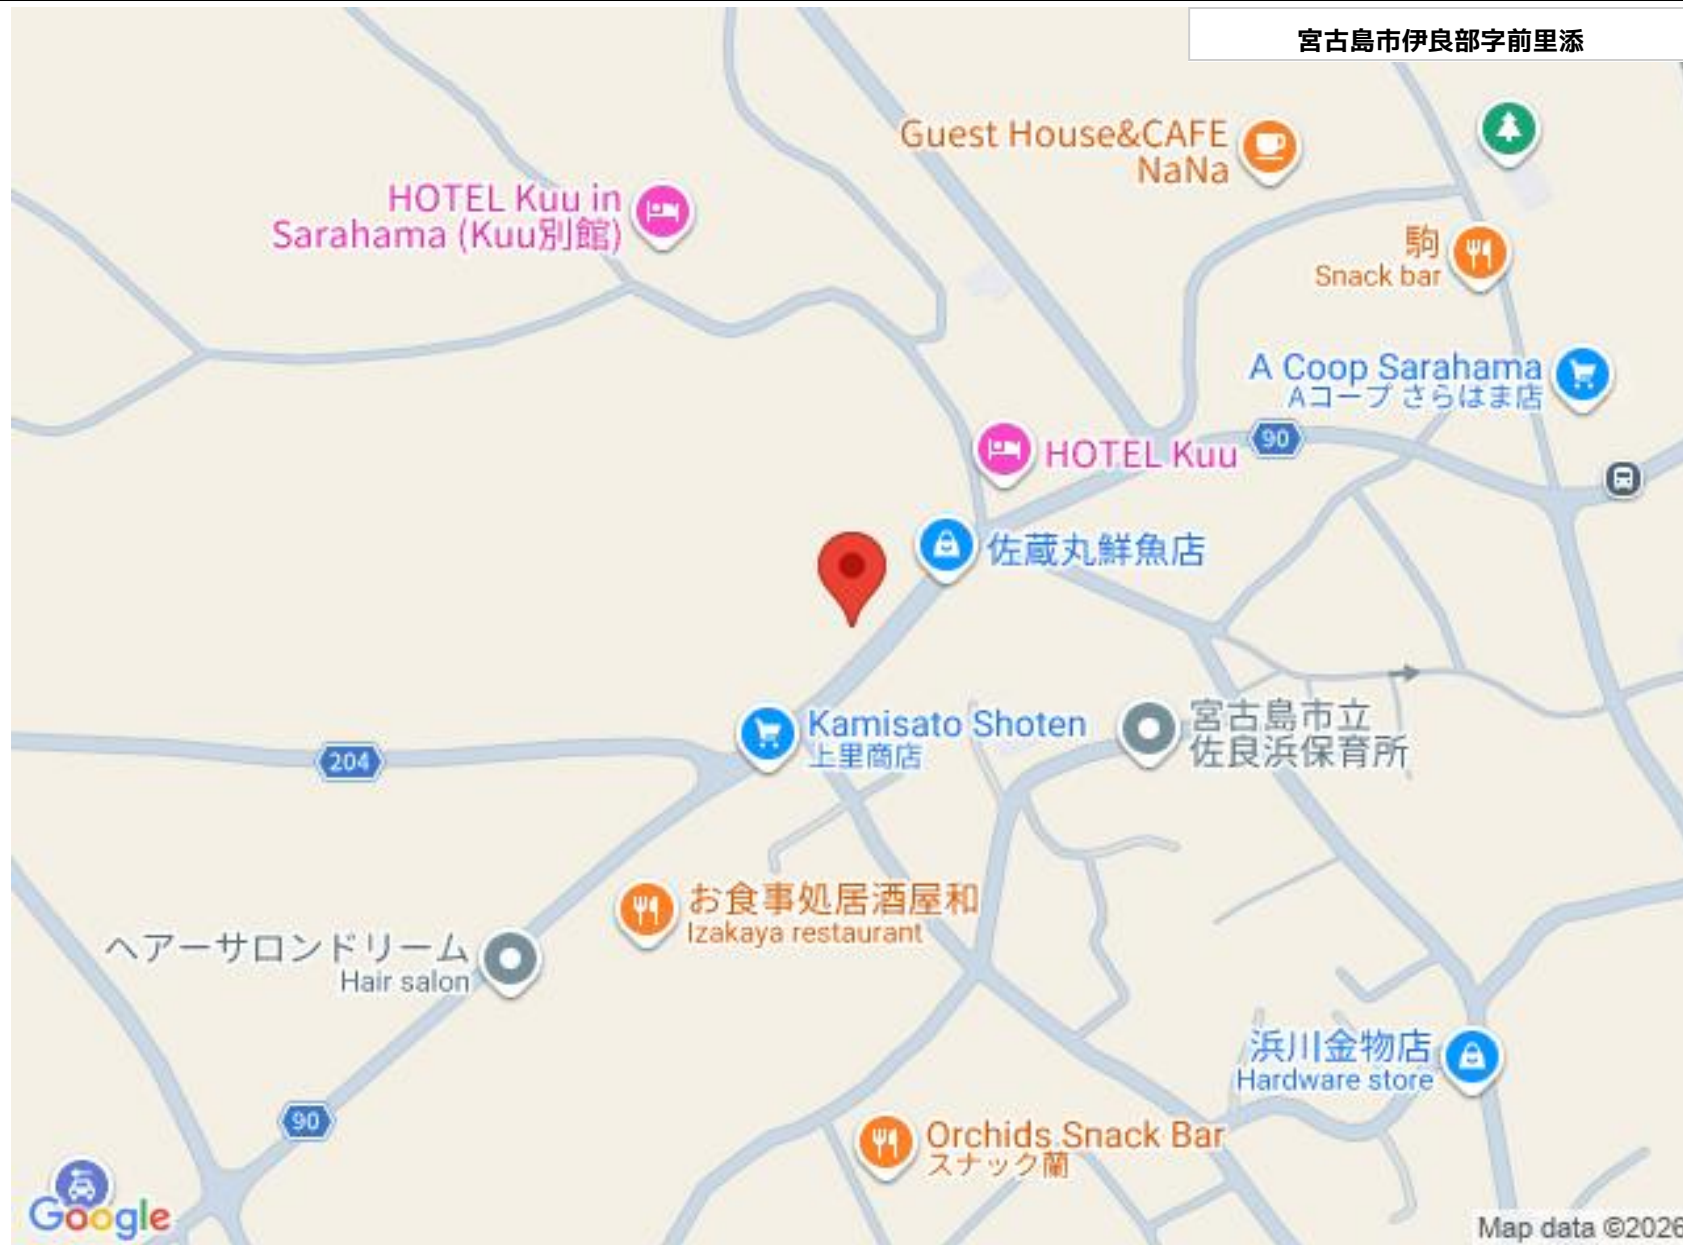 宮古島市伊良部字前里添
Guest House&CAFE
NaNa
HOTEL Kuu in
Sarahama (Kuu別館)
駒
Snack bar
A Coop Sarahama
Aコープ さらはま店
90
HOTEL Kuu
佐蔵丸鮮魚店
Kamisato Shoten
上里商店
宮古島市立
佐良浜保育所
204
お食事処居酒屋和
Izakaya restaurant
ヘアーサロンドリーム
Hair salon
浜川金物店
Hardware store
90
Orchids Snack Bar
スナック蘭
Google
Map data ©2026